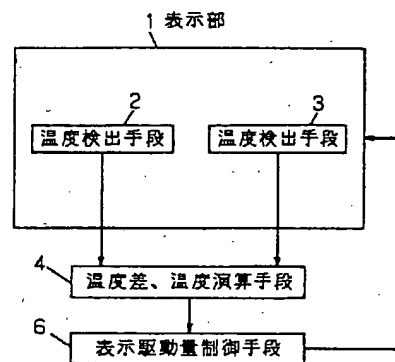 1 表示部
2
3
温度検出手段
温度検出手段
4
温度差、温度演算手段
6
表示駆動量制御手段